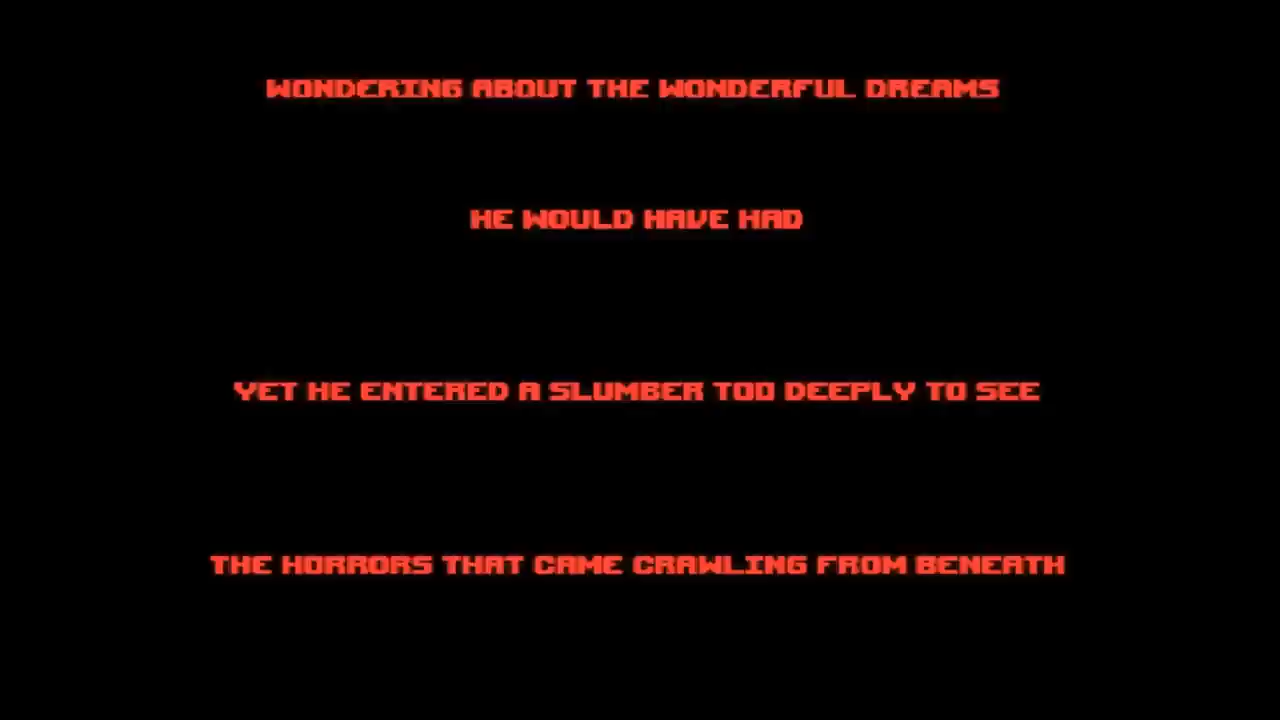 WONDERING ABOUT THE WONDERFUL DREAMS
HE WOULD HAVE HAD
YET HE ENTERED A SLUMBER TOO DEEPLY TO SEE
THE HORRORS THAT CAME CRAWLING FROM BENEATH